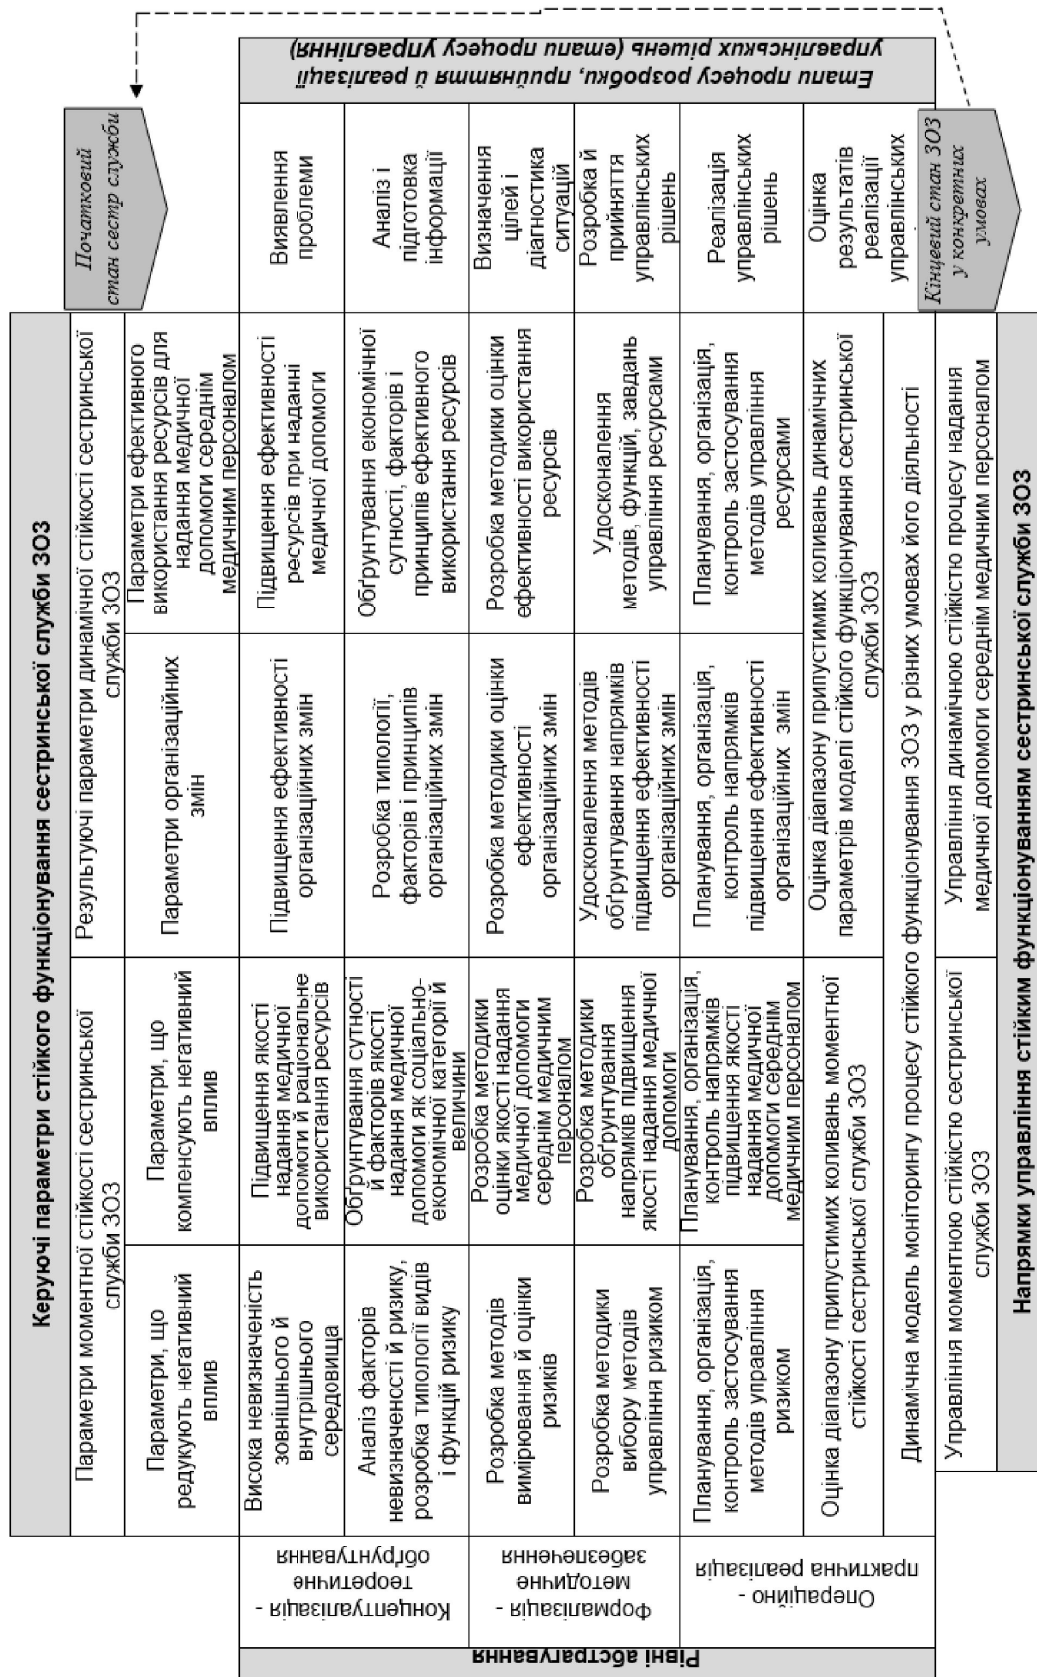 Керуючі параметри стійкого функціонування сестринської служби ЗОЗ
Параметри моментної стійкості сестринської
служби ЗОЗ
Результуючі параметри динамічної стійкості сестринської
служби ЗОЗ
Початковий
стан сестр служби
Параметри, що
редукують негативний
вплив
Параметри, що
компенсують негативний
вплив
Параметри організаційних
змін
Параметри ефективного
використання ресурсів для
надання медичної
допомоги середнім
медичним персоналом
Рівні абстрагування
Концептуалізація -
теоретичне
обґрунтування
Висока невизначеність
зовнішнього й
внутрішнього
середовища
Підвищення якості
надання медичної
допомоги й раціональне
використання ресурсів
Підвищення ефективності
організаційних змін
Підвищення ефективності
ресурсів при наданні
медичної допомоги
Виявлення
проблеми
Етапи процесу розробки, прийняття й реалізації
управлінських рішень (етапи процесу управління)
Аналіз факторів
невизначеності й ризику,
розробка типології видів
і функцій ризику
Обґрунтування сутності
й факторів якості
надання медичної
допомоги як соціально-
економічної категорії й
величини
Розробка типології,
факторів і принципів
організаційних змін
Обґрунтування економічної
сутності, факторів і
принципів ефективного
використання ресурсів
Аналіз і
підготовка
інформації
Формалізація -
методичне
забезпечення
Розробка методів
вимірювання й оцінки
ризиків
Розробка методики
оцінки якості надання
медичної допомоги
середнім медичним
персоналом
Розробка методики оцінки
ефективності
організаційних змін
Розробка методики оцінки
ефективності використання
ресурсів
Визначення
цілей і
діагностика
ситуацій
Розробка методики
вибору методів
управління ризиком
Розробка методики
обґрунтування
напрямків підвищення
якості надання медичної
допомоги
Удосконалення методів
обґрунтування напрямків
підвищення ефективності
організаційних змін
Удосконалення
методів, функцій, завдань
управління ресурсами
Розробка й
прийняття
управлінських
рішень
Операційно -
практична реалізація
Планування, організація,
контроль застосування
методів управління
ризиком
Планування, організація,
контроль напрямків
підвищення якості
надання медичної
допомоги середнім
медичним персоналом
Планування, організація,
контроль напрямків
підвищення ефективності
організаційних змін
Планування, організація,
контроль застосування
методів управління
ресурсами
Реалізація
управлінських
рішень
Оцінка діапазону припустимих коливань моментної
стійкості сестринської служби ЗОЗ
Оцінка діапазону припустимих коливань динамічних
параметрів моделі стійкого функціонування сестринської
служби ЗОЗ
Оцінка
результатів
реалізації
управлінських
Динамічна модель моніторингу процесу стійкого функціонування ЗОЗ у різних умовах його діяльності
Кінцевий стан ЗОЗ
у конкретних
умовах
Управління моментною стійкістю сестринської
служби ЗОЗ
Управління динамічною стійкістю процесу надання
медичної допомоги середнім медичним персоналом
Напрямки управління стійким функціонуванням сестринської служби ЗОЗ